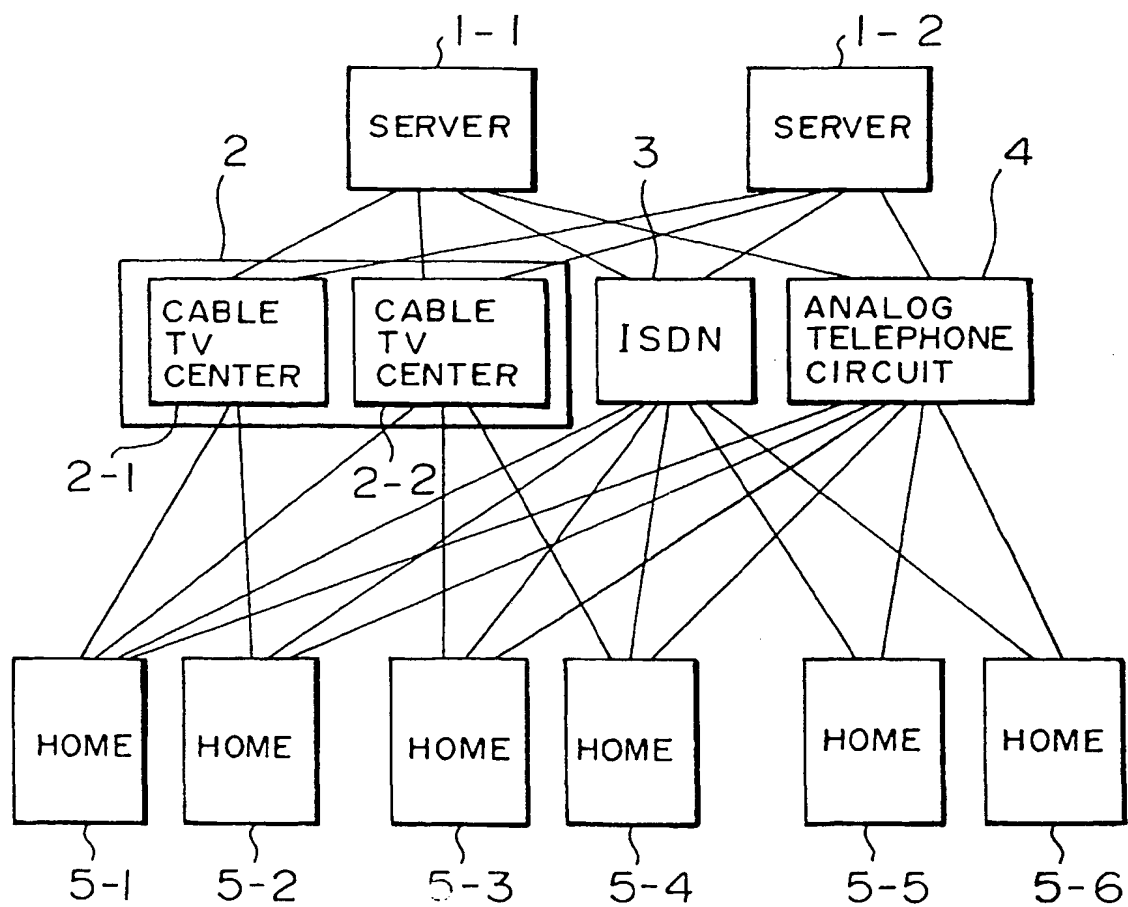 1-1
1-2
SERVER
SERVER
2
3
4
CABLE
TV
CENTER
CABLE
TV
CENTER
ISDN
ANALOG
TELEPHONE
CIRCUIT
2-1
2-2
HOME
HOME
HOME
HOME
HOME
HOME
5-1
5-2
5-3
5-4
5-5
5-6